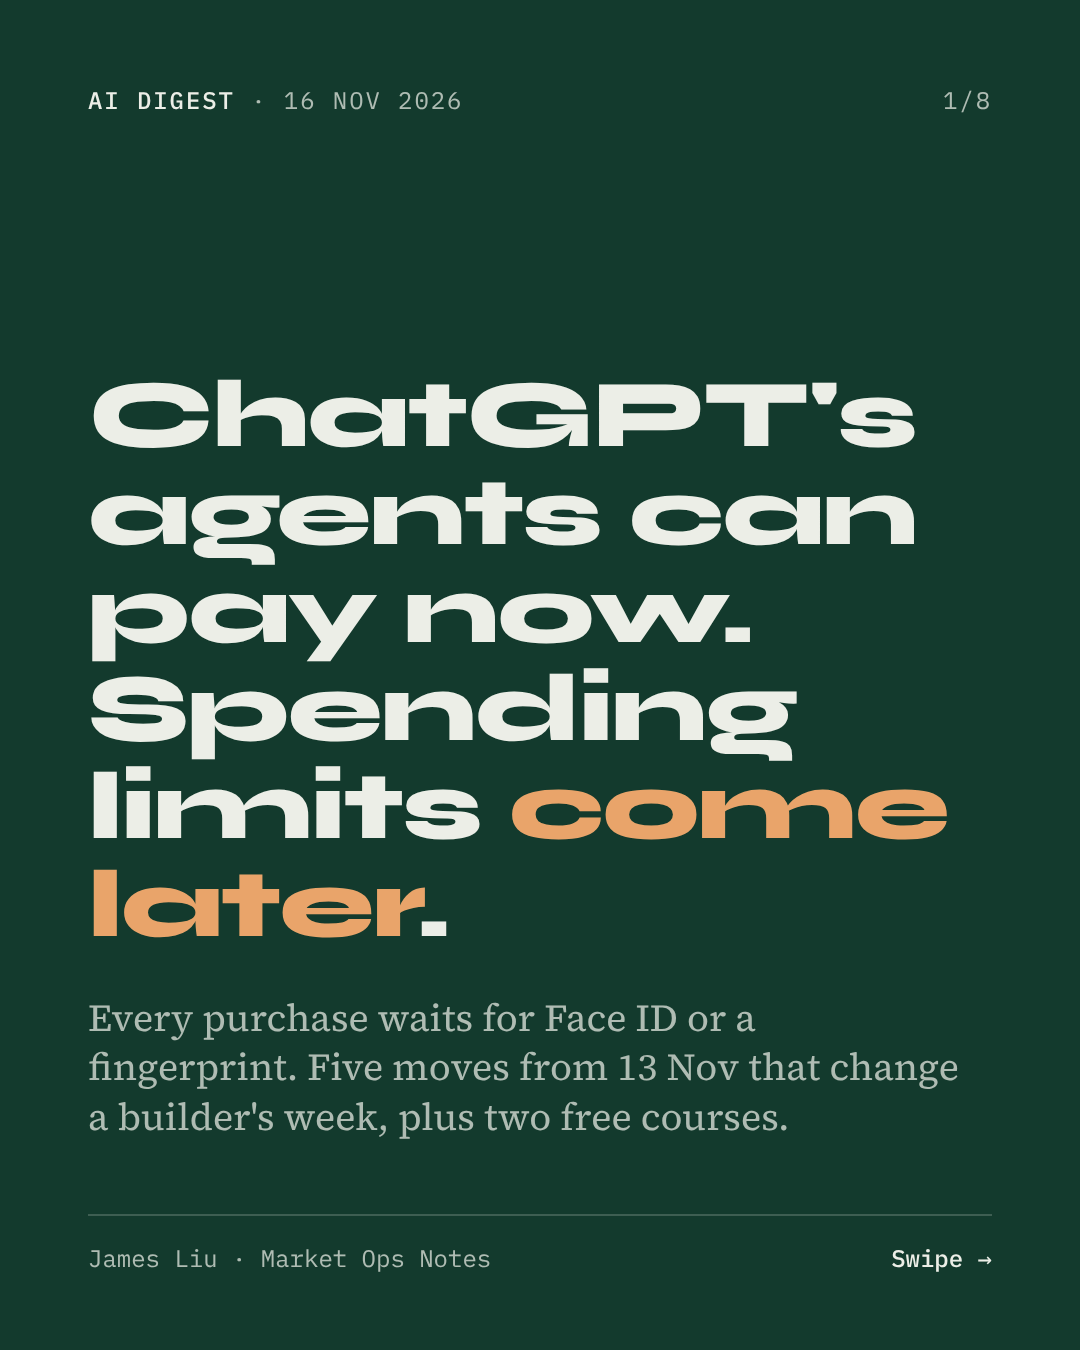 AI DIGEST · 16 NOV 2026
1/8
ChatGPT's
agents can
pay now.
Spending
limits come
later.
Every purchase waits for Face ID or a
fingerprint. Five moves from 13 Nov that change
a builder's week, plus two free courses.
James Liu · Market Ops Notes
Swipe →